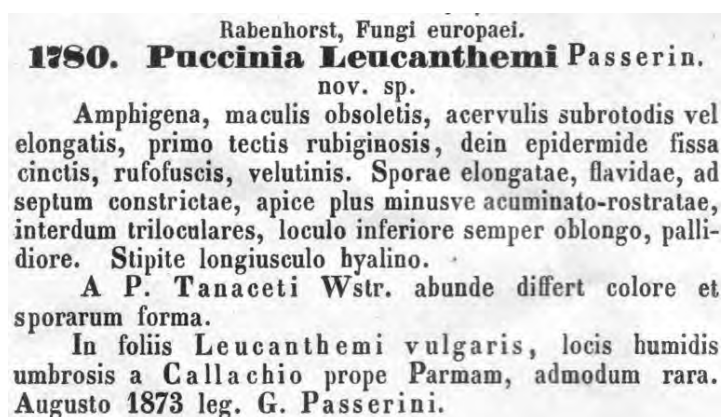 Rabenhorst, Fungi europaei.
1780. Puccinia Leucanthemi Passerin.
nov. sp.
Amphigena, maculis obsoletis, acervulis subrotodis vel
elongatis, primo tectis rubiginosis, dein epidermide fissa
cinctis, rufofuscis, velutinis. Sporae elongatae, flavidae, ad
septum constrictae, apice plus minusve acuminato-rostratae,
interdum triloculares, loculo inferiore semper oblongo, palli-
diore. Stipite longiusculo hyalino.
A P. Tanaceti Wstr. abunde differt colore et
sporarum forma.
In foliis Leucanthemi vulgaris, locis humidis
umbrosis a Callachio prope Parmam, admodum rara.
Augusto 1873 leg. G. Passerini.